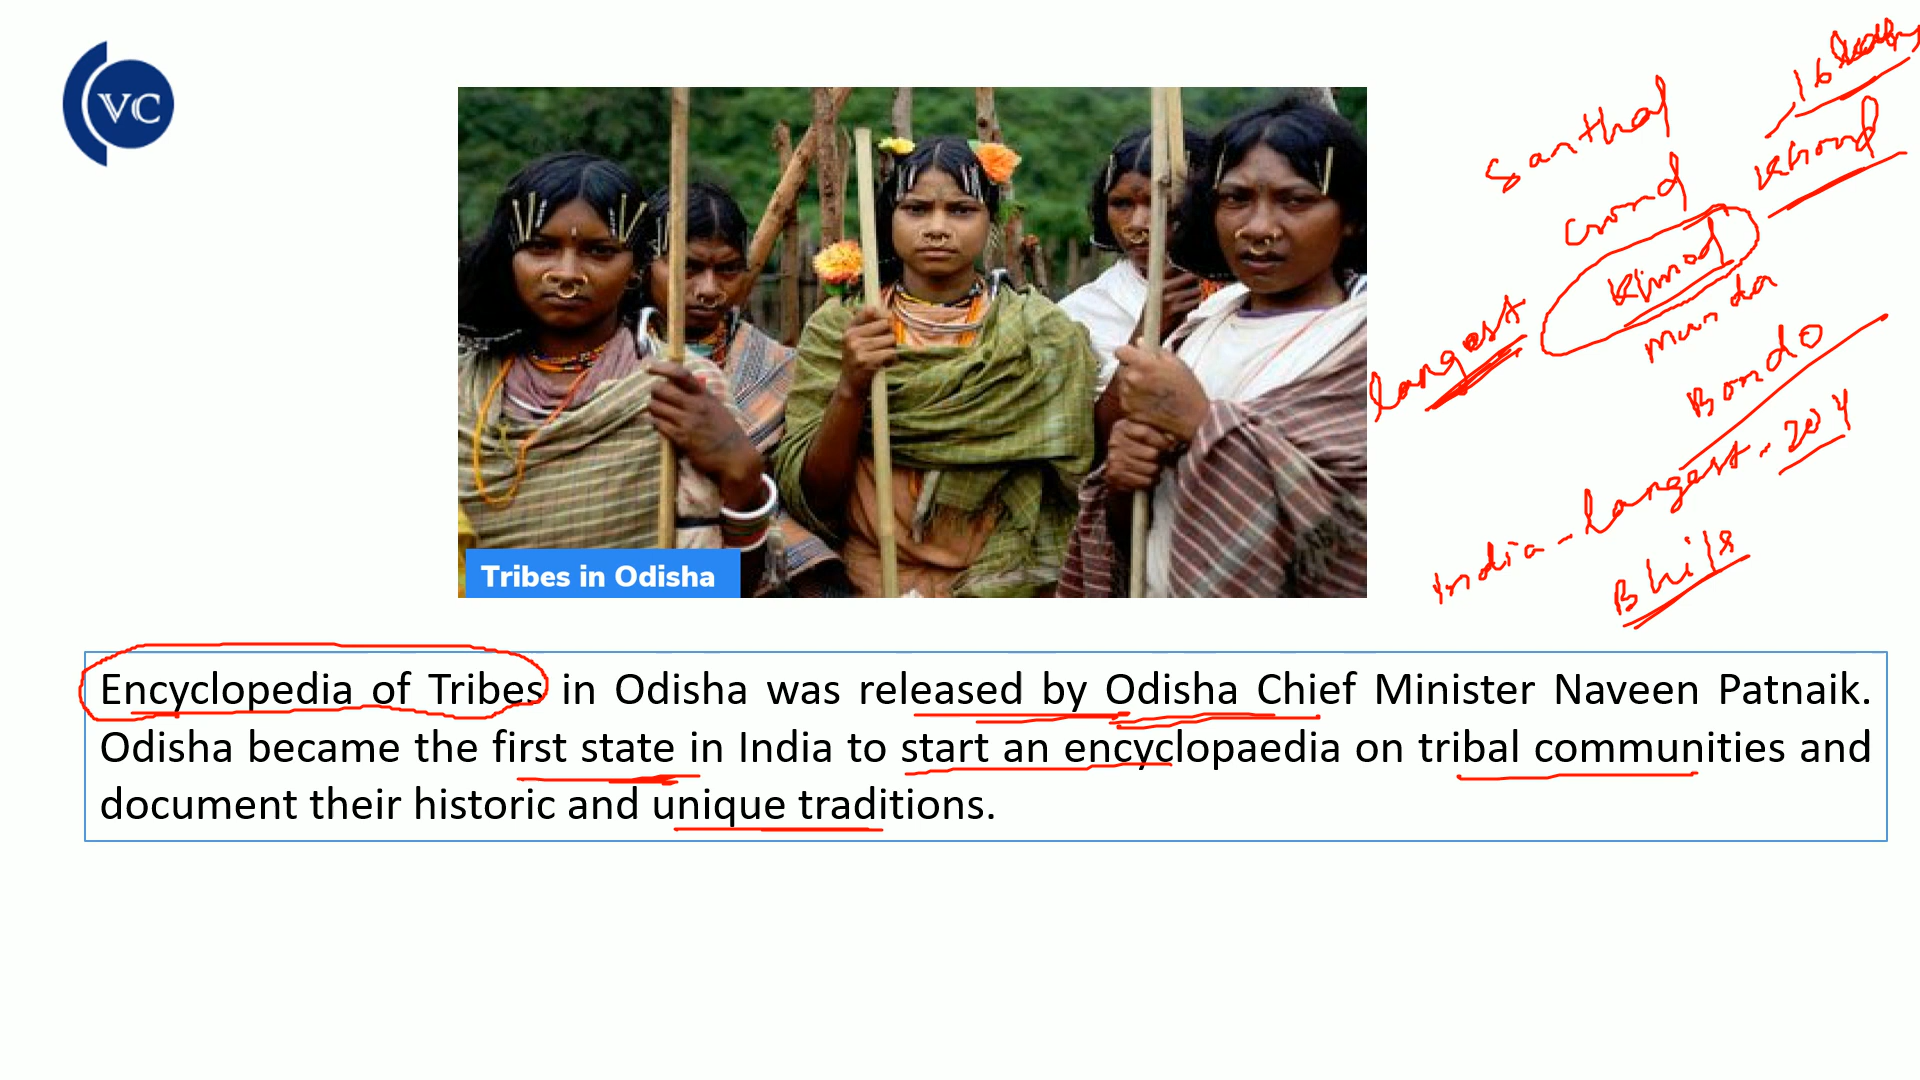 VC
Tribes in Odisha
16
Santhal
Khond
Gond
largest
Munda
Bondo
India - largest - 204
Bhils
Encyclopedia of Tribes in Odisha was released by Odisha Chief Minister Naveen Patnaik.
Odisha became the first state in India to start an encyclopaedia on tribal communities and
document their historic and unique traditions.